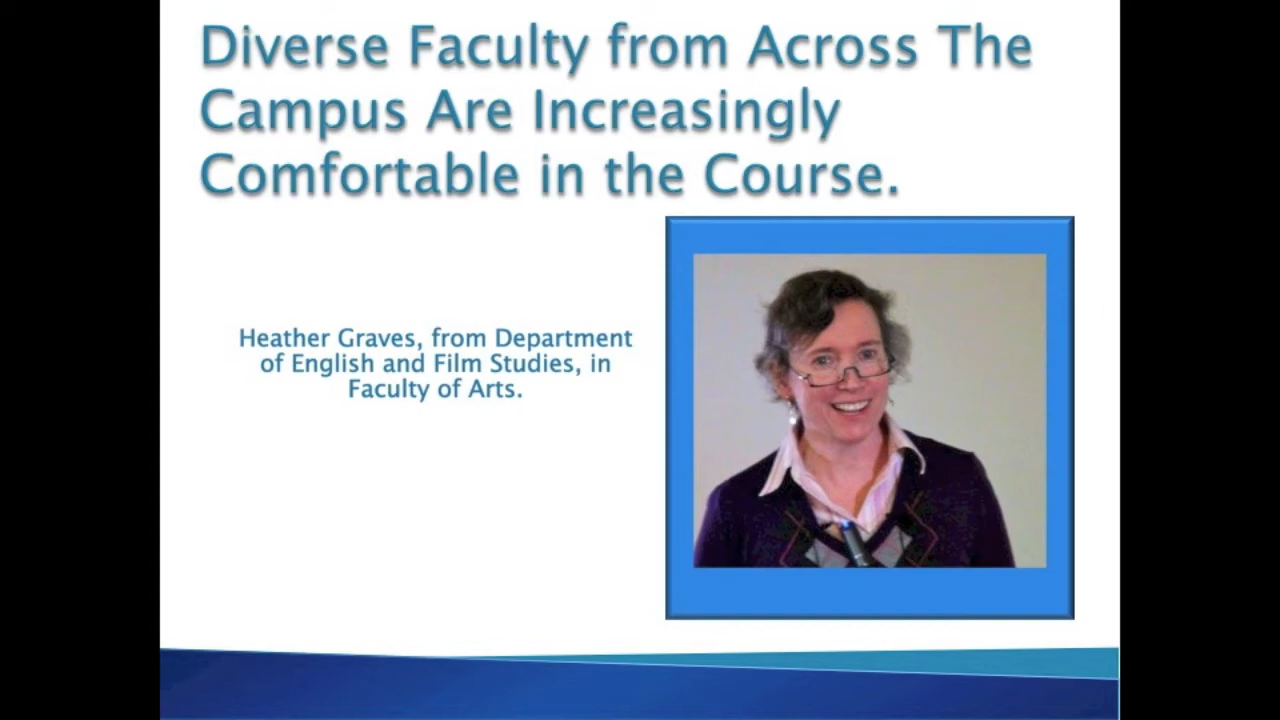 Diverse Faculty from Across The
Campus Are Increasingly
Comfortable in the Course.
Heather Graves, from Department
of English and Film Studies, in
Faculty of Arts.